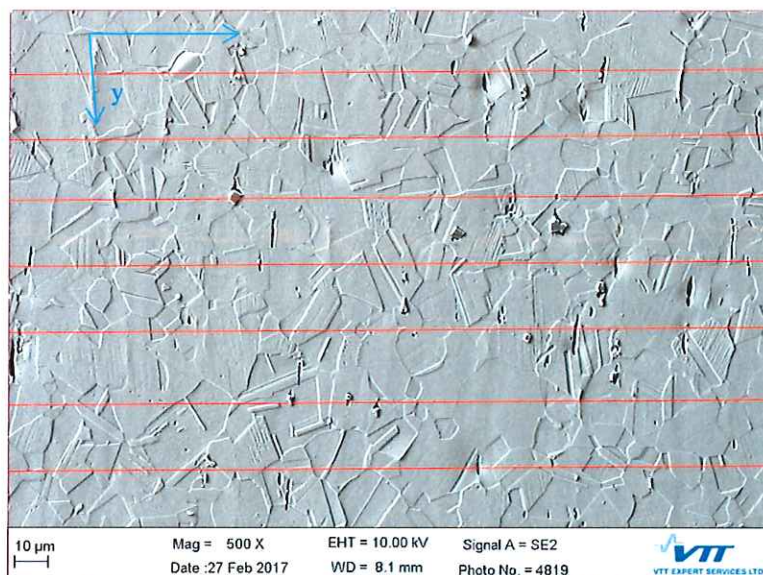 y
10 µm
Mag = 500 X
EHT = 10.00 kV
Signal A = SE2
Date :27 Feb 2017
WD = 8.1 mm
Photo No. = 4819
VTT
VTT EXPERT SERVICES LTD